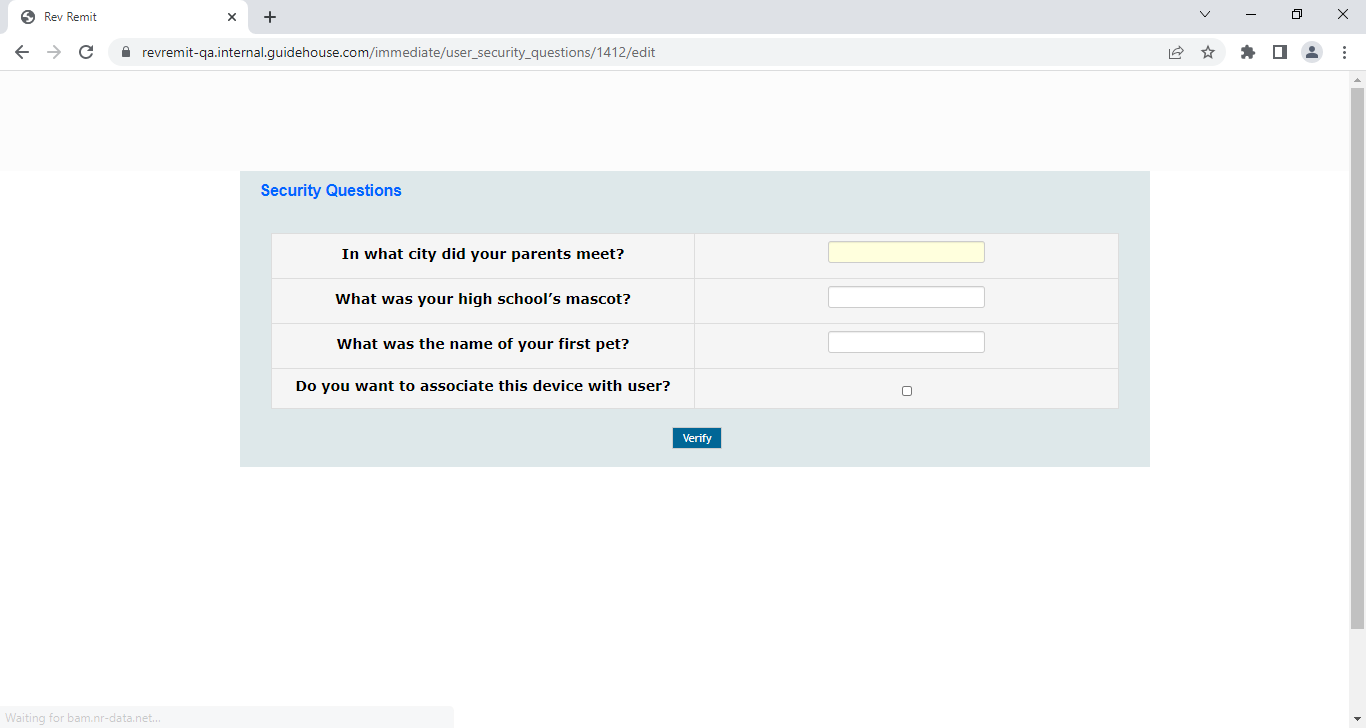 Rev Remit
revremit-qa.internal.guidehouse.com/immediate/user_security_questions/1412/edit
Security Questions
In what city did your parents meet?
What was your high school’s mascot?
What was the name of your first pet?
Do you want to associate this device with user?
Verify
Waiting for bam.nr-data.net...